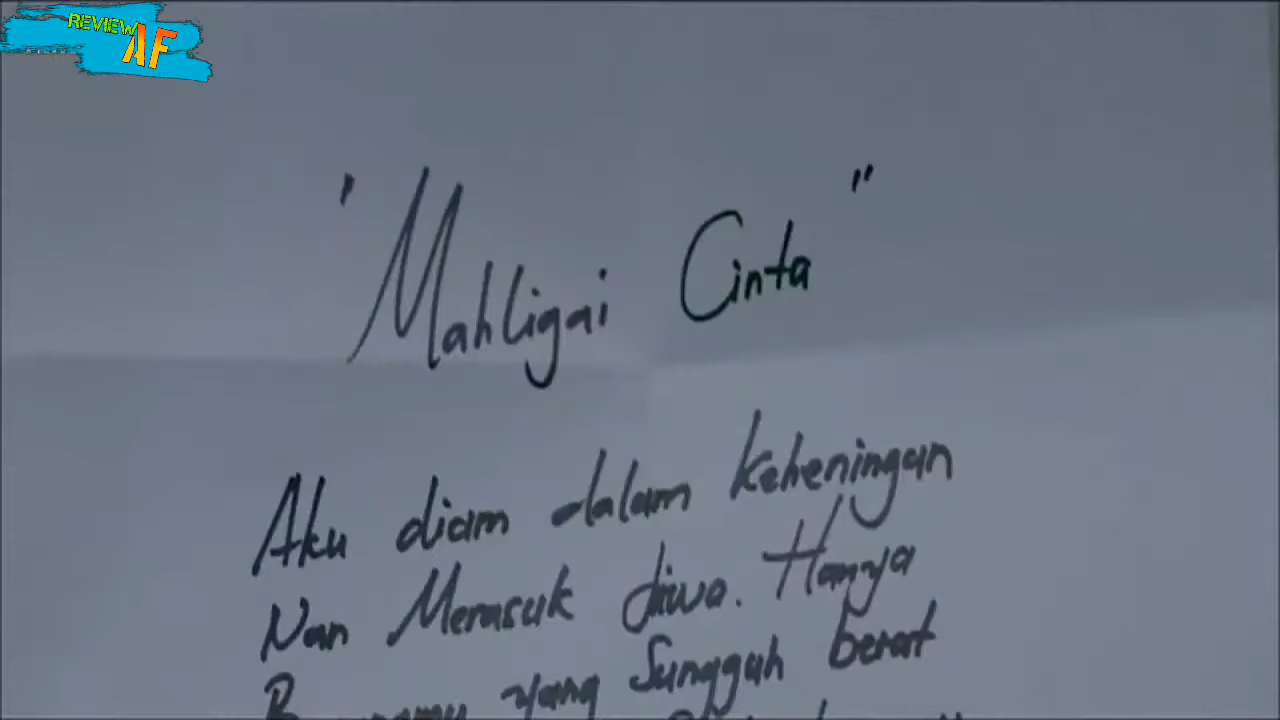 REVIEW
AF
"Mahligai Cinta"
Aku diam dalam keheningan
Nan Merasuk jiwa. Hanya
yang Sungguh berat